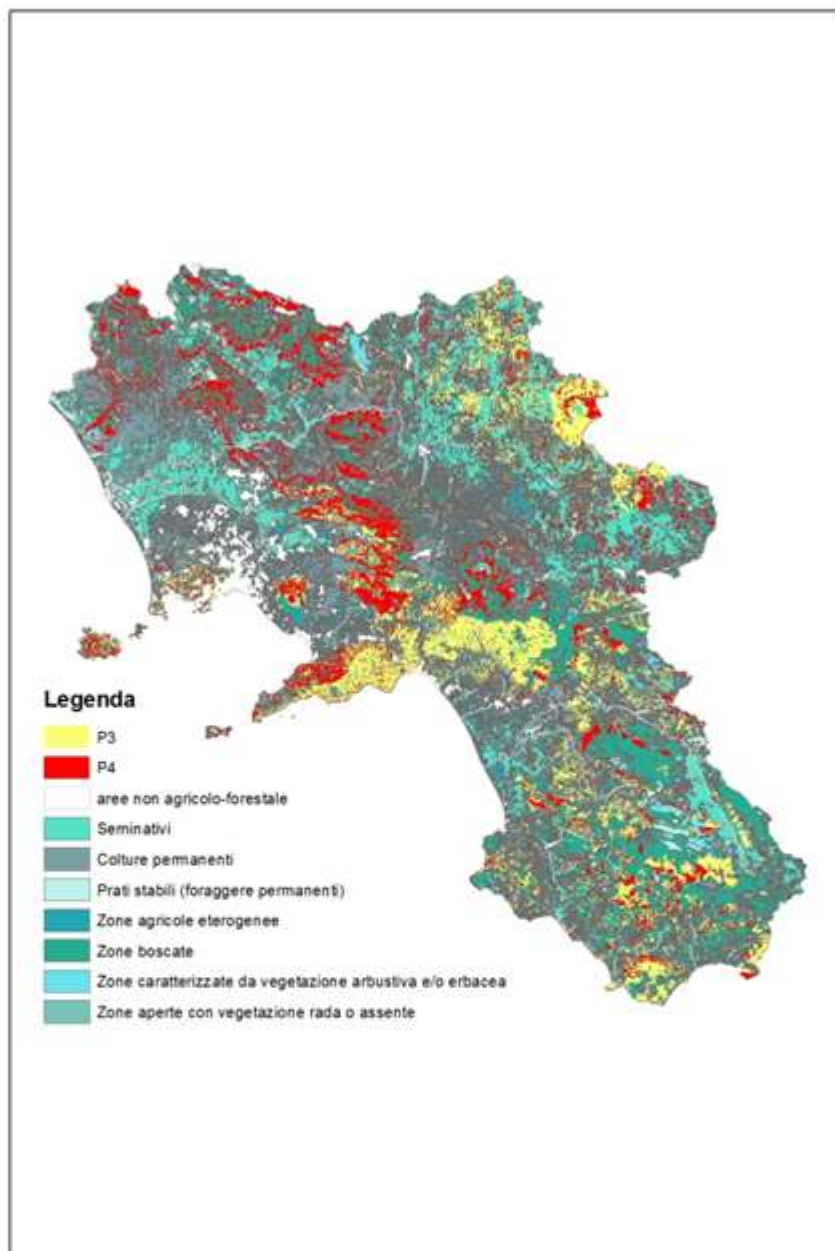 Legenda
P3
P4
aree non agricolo-forestale
Seminativi
Colture permanenti
Prati stabili (foraggere permanenti)
Zone agricole eterogenee
Zone boscate
Zone caratterizzate da vegetazione arbustiva e/o erbacea
Zone aperte con vegetazione rada o assente